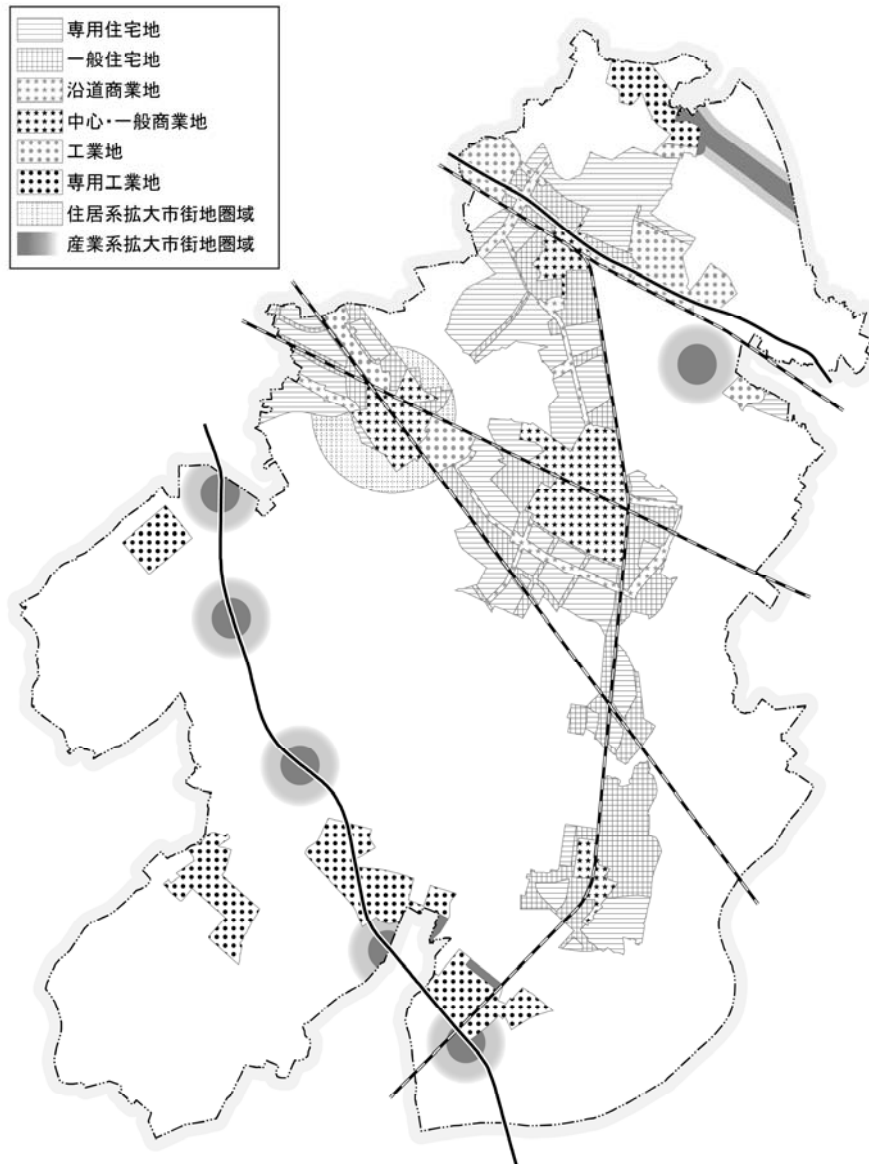 専用住宅地
一般住宅地
沿道商業地
中心・一般商業地
工業地
専用工業地
住居系拡大市街地圏域
産業系拡大市街地圏域